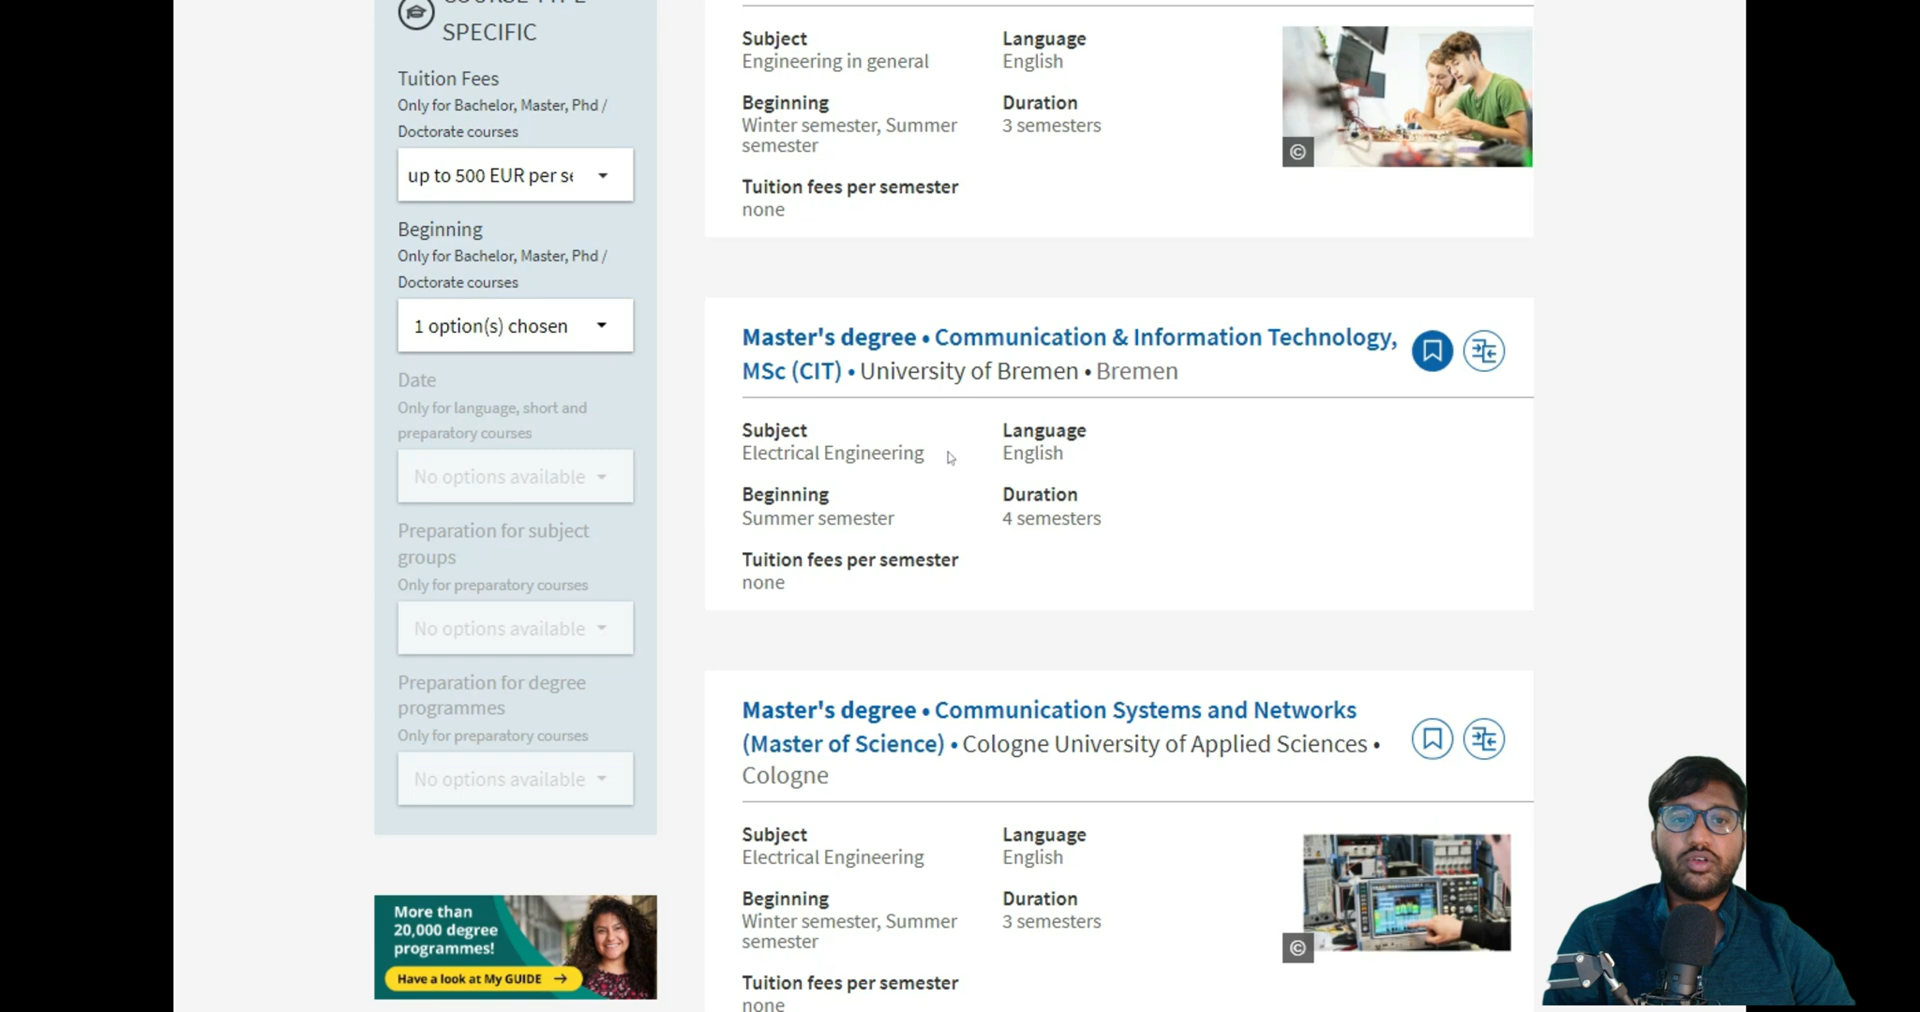 SPECIFIC
Tuition Fees
Only for Bachelor, Master, Phd /
Doctorate courses
up to 500 EUR per se
Beginning
Only for Bachelor, Master, Phd /
Doctorate courses
1 option(s) chosen
Date
Only for language, short and
preparatory courses
No options available
Preparation for subject
groups
Only for preparatory courses
No options available
Preparation for degree
programmes
Only for preparatory courses
No options available
More than
20,000 degree
programmes!
Have a look at My GUIDE →
Subject
Engineering in general
Language
English
Beginning
Winter semester, Summer
semester
Duration
3 semesters
Tuition fees per semester
none
©
Master's degree • Communication & Information Technology,
MSc (CIT) • University of Bremen • Bremen
Subject
Electrical Engineering
Language
English
Beginning
Summer semester
Duration
4 semesters
Tuition fees per semester
none
Master's degree • Communication Systems and Networks
(Master of Science) • Cologne University of Applied Sciences •
Cologne
Subject
Electrical Engineering
Language
English
Beginning
Winter semester, Summer
semester
Duration
3 semesters
Tuition fees per semester
none
©